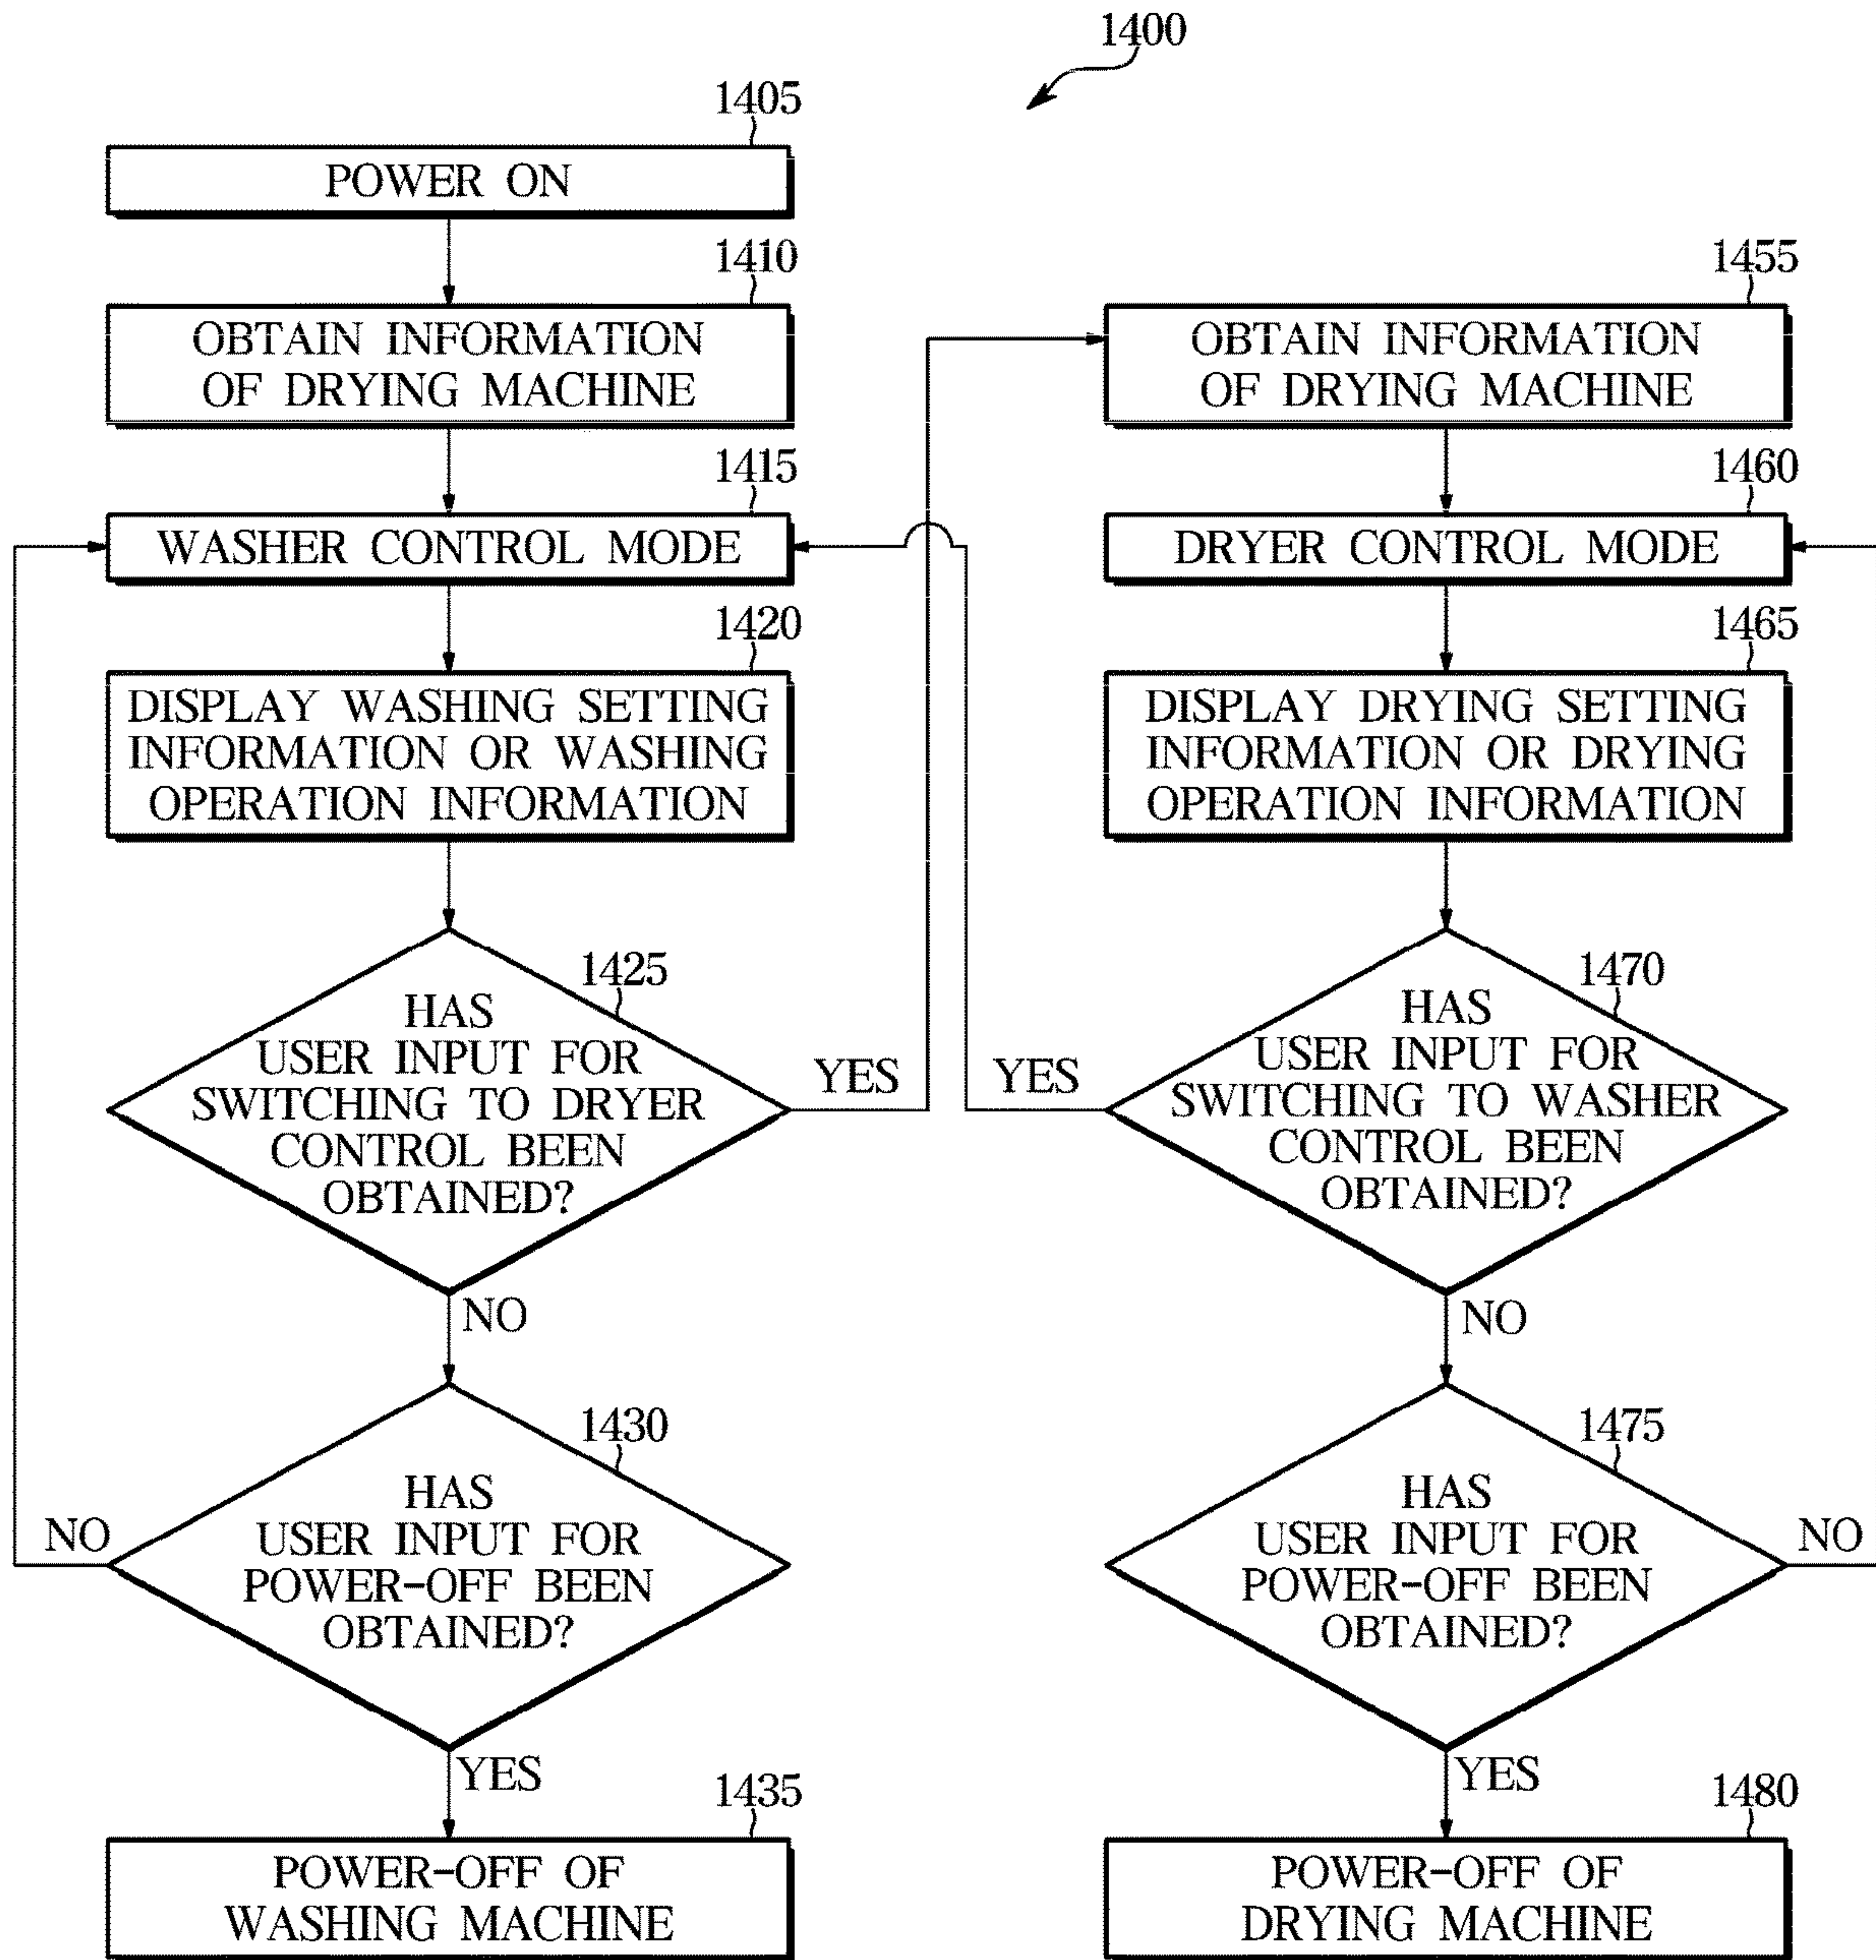 1400
1405
POWER ON
1410
OBTAIN INFORMATION
OF DRYING MACHINE
1415
WASHER CONTROL MODE
1420
DISPLAY WASHING SETTING
INFORMATION OR WASHING
OPERATION INFORMATION
1425
HAS
USER INPUT FOR
SWITCHING TO DRYER
CONTROL BEEN
OBTAINED?
YES
NO
1430
HAS
USER INPUT FOR
POWER-OFF BEEN
OBTAINED?
NO
YES
1435
POWER-OFF OF
WASHING MACHINE
1455
OBTAIN INFORMATION
OF DRYING MACHINE
1460
DRYER CONTROL MODE
1465
DISPLAY DRYING SETTING
INFORMATION OR DRYING
OPERATION INFORMATION
1470
HAS
USER INPUT FOR
SWITCHING TO WASHER
CONTROL BEEN
OBTAINED?
YES
NO
1475
HAS
USER INPUT FOR
POWER-OFF BEEN
OBTAINED?
NO
YES
1480
POWER-OFF OF
DRYING MACHINE